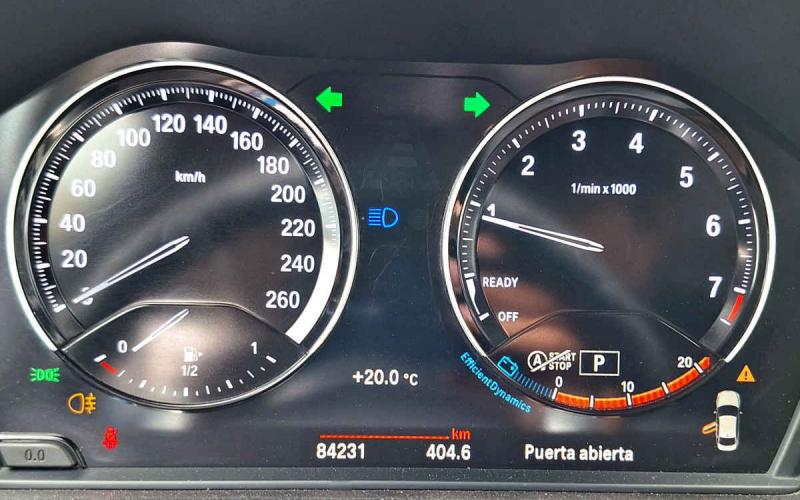 20
40
60
80
100
120
140
160
180
200
220
240
260
km/h
0
1/2
1
1
2
3
4
5
6
7
1/min x 1000
READY
OFF
A START
STOP
P
0
10
20
EfficientDynamics
+20.0 °C
km
84231
404.6
Puerta abierta
0.0